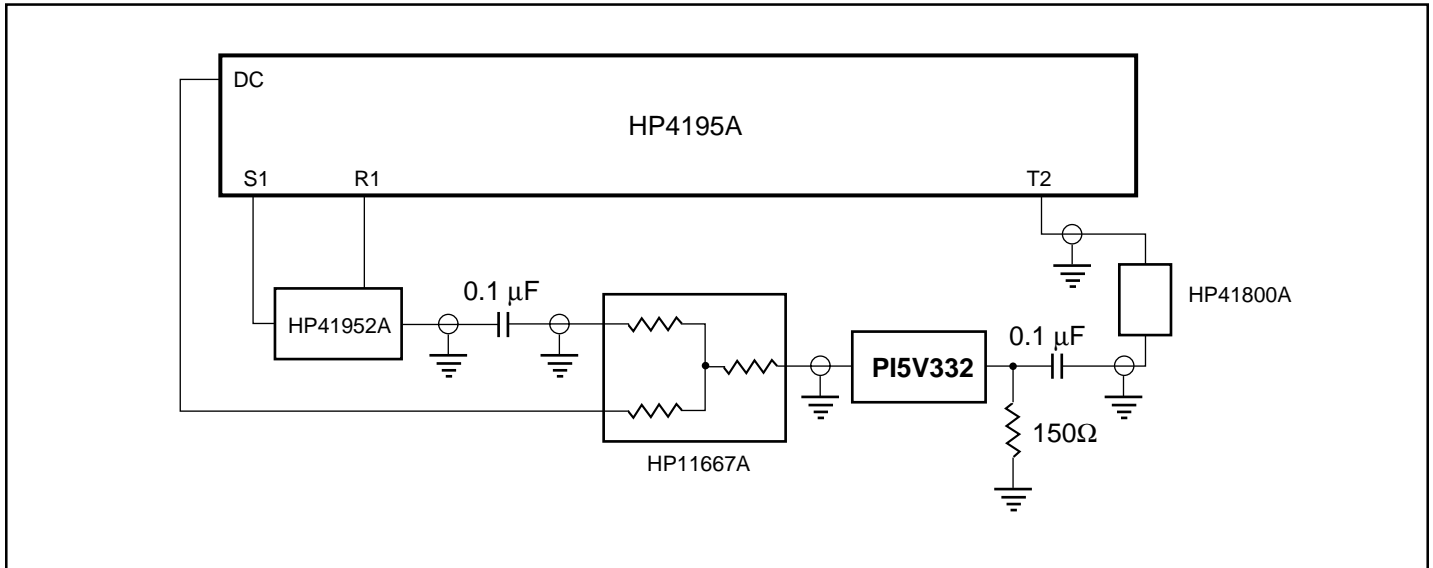 DC
HP4195A
S1 R1 T2
0.1 μF
HP41800A
HP41952A
0.1 μF
PI5V332
150Ω
HP11667A